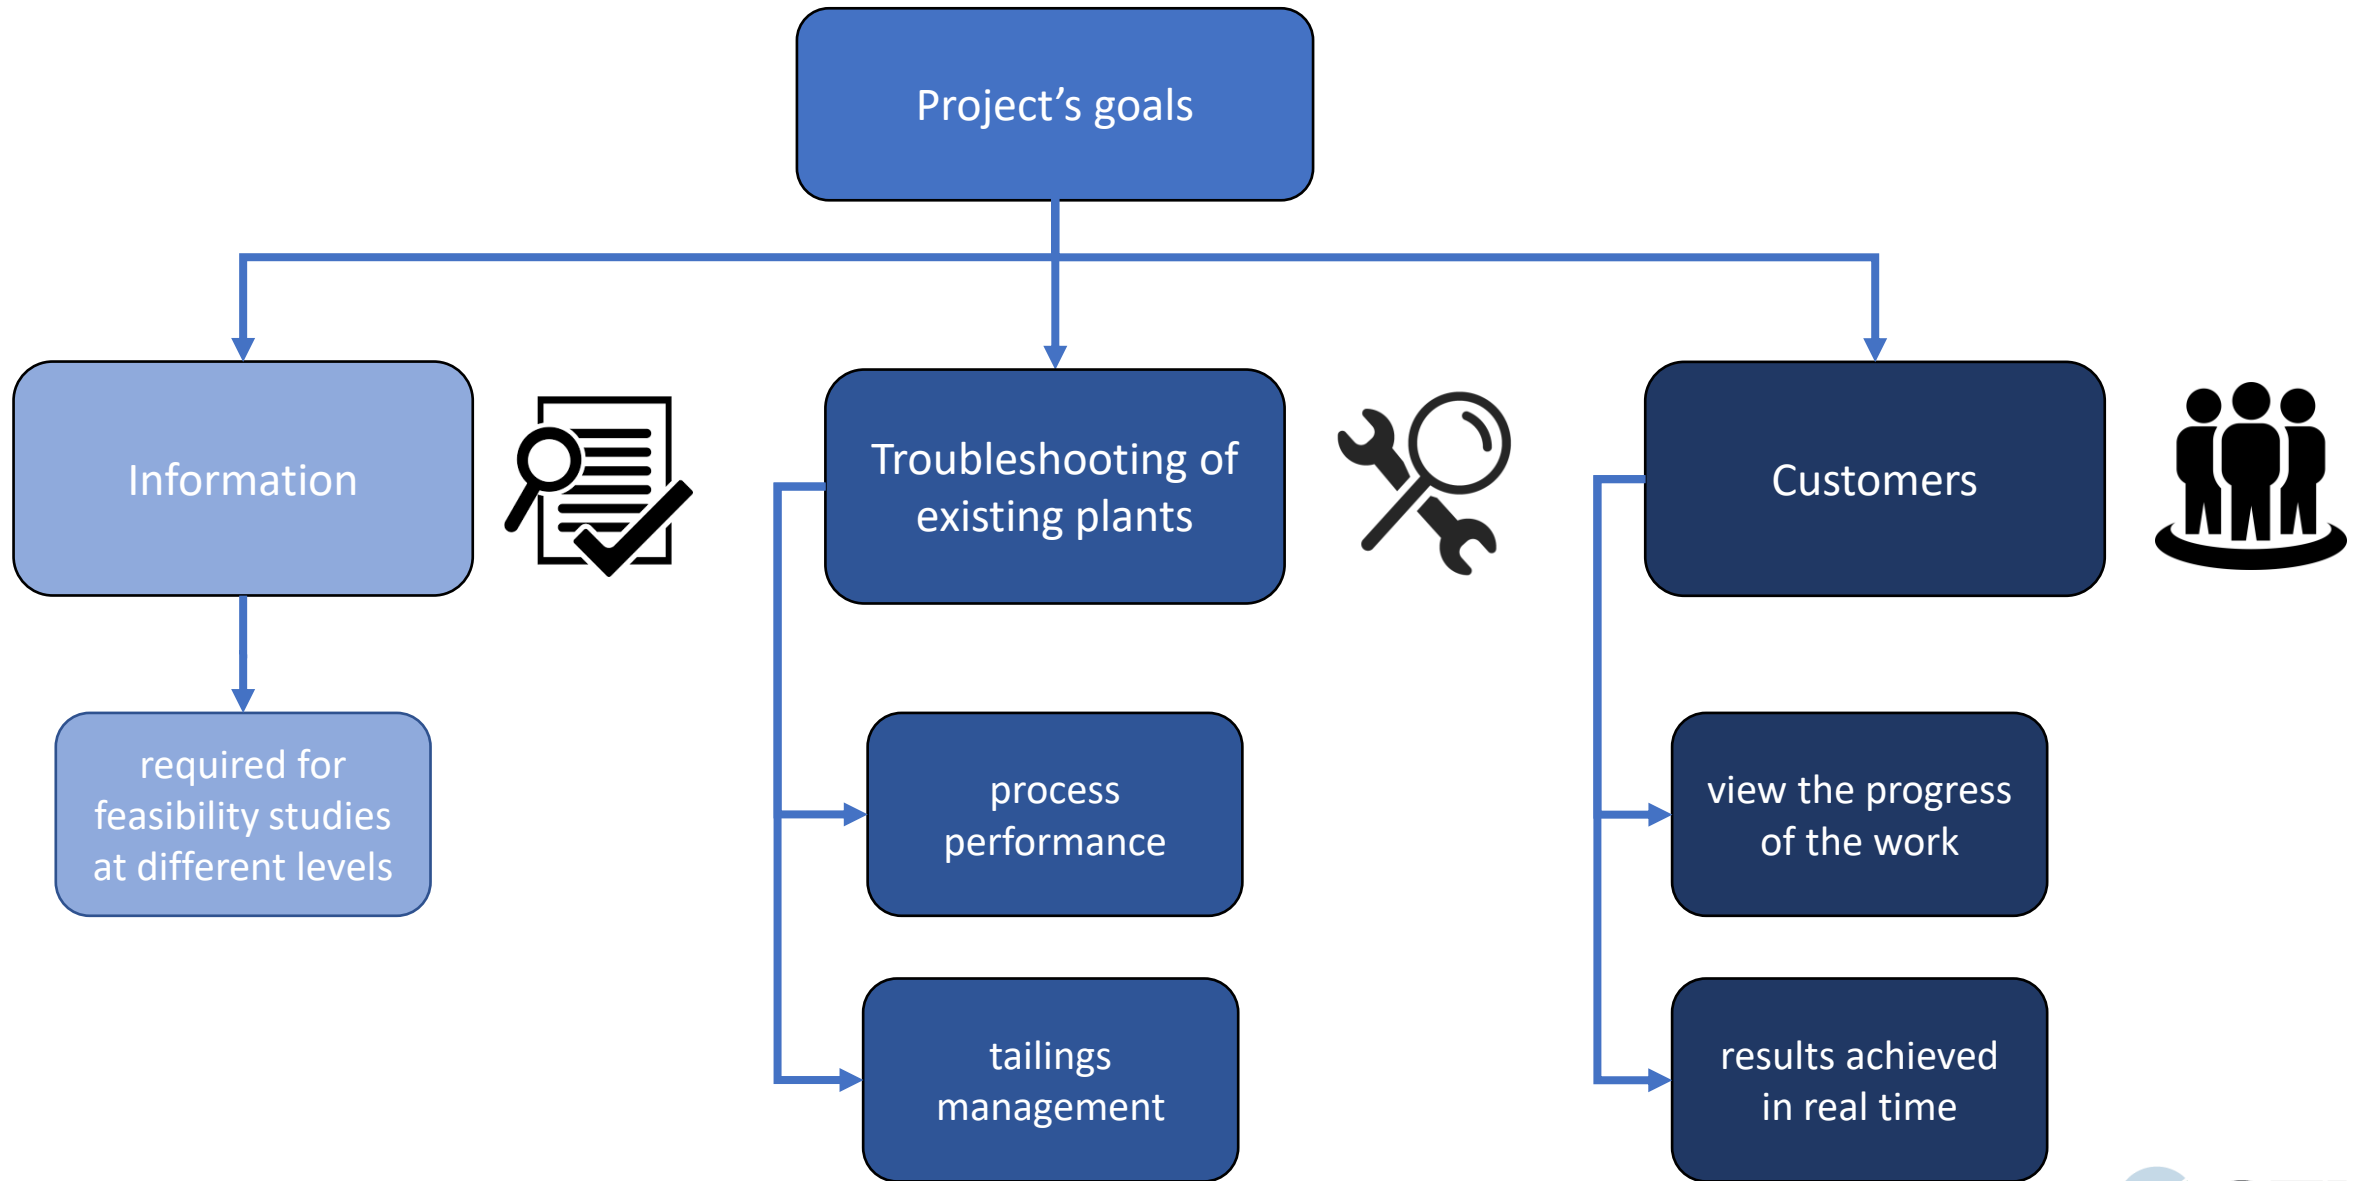 Project’s goals
Information
Troubleshooting of
existing plants
Customers
required for
feasibility studies
at different levels
process
performance
view the progress
of the work
tailings
management
results achieved
in real time